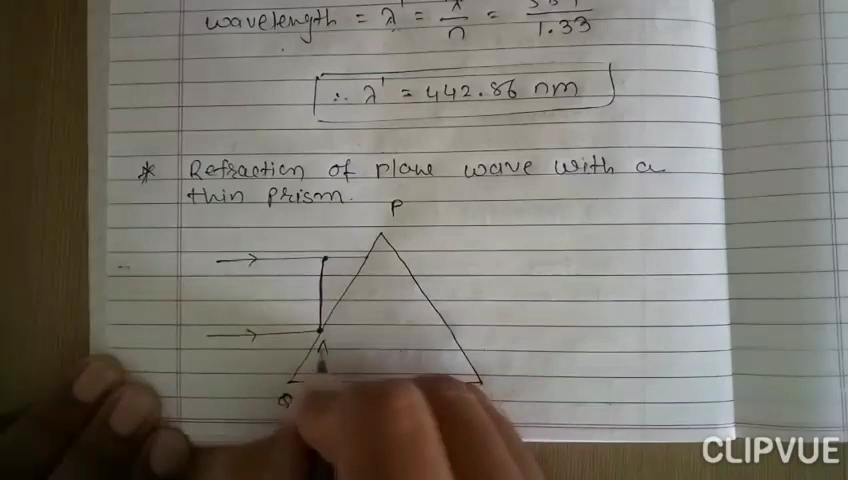 wavelength = λ' = λ/n = /1.33
∴ λ' = 442.86 nm
* Refraction of plane wave with a
thin prism.
P
A
Q
CLIPVUE